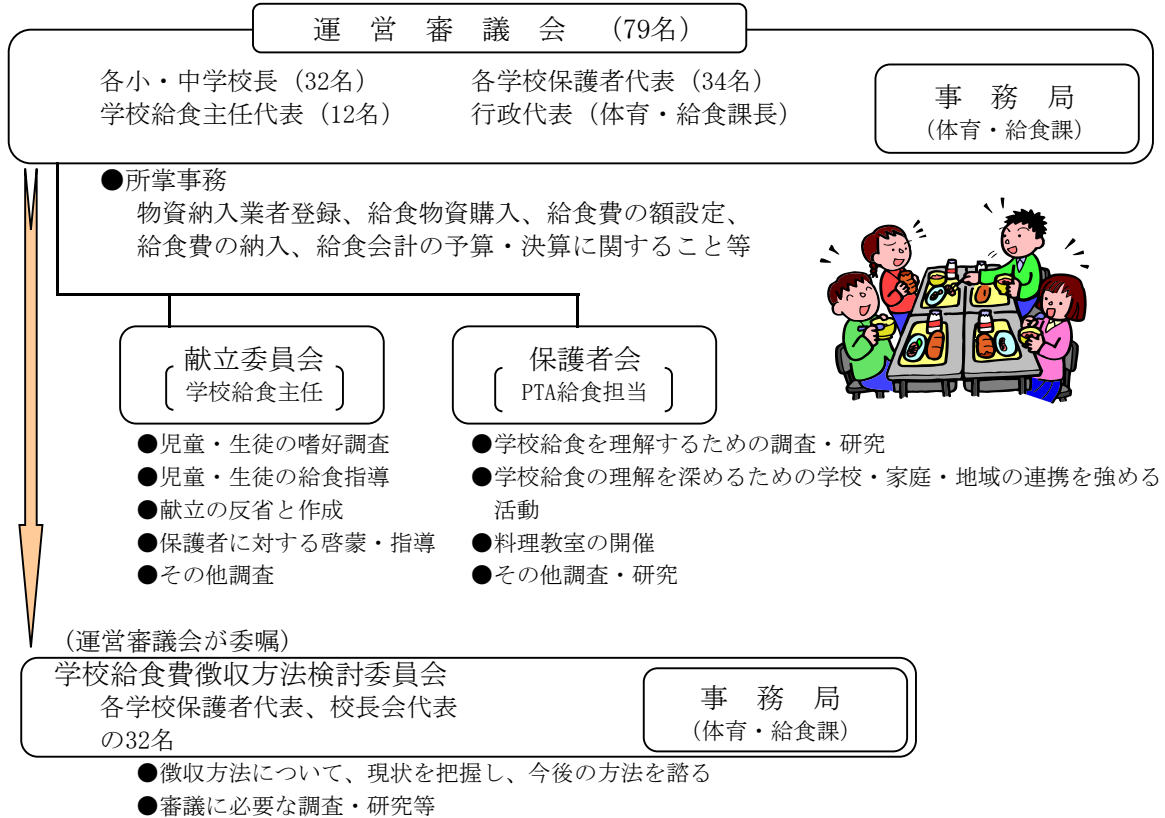 運　営　審　議　会　(79名)
各小・中学校長（32名）　各学校保護者代表（34名）
学校給食主任代表（12名）　行政代表（体育・給食課長）
事　務　局
（体育・給食課）
●所掌事務
物資納入業者登録、給食物資購入、給食費の額設定、
給食費の納入、給食会計の予算・決算に関すること等
献立委員会
学校給食主任
●児童・生徒の嗜好調査
●児童・生徒の給食指導
●献立の反省と作成
●保護者に対する啓蒙・指導
●その他調査
保護者会
PTA給食担当
●学校給食を理解するための調査・研究
●学校給食の理解を深めるための学校・家庭・地域の連携を強める
活動
●料理教室の開催
●その他調査・研究
（運営審議会が委嘱）
学校給食費徴収方法検討委員会
各学校保護者代表、校長会代表
の32名
事　務　局
（体育・給食課）
●徴収方法について、現状を把握し、今後の方法を諮る
●審議に必要な調査・研究等